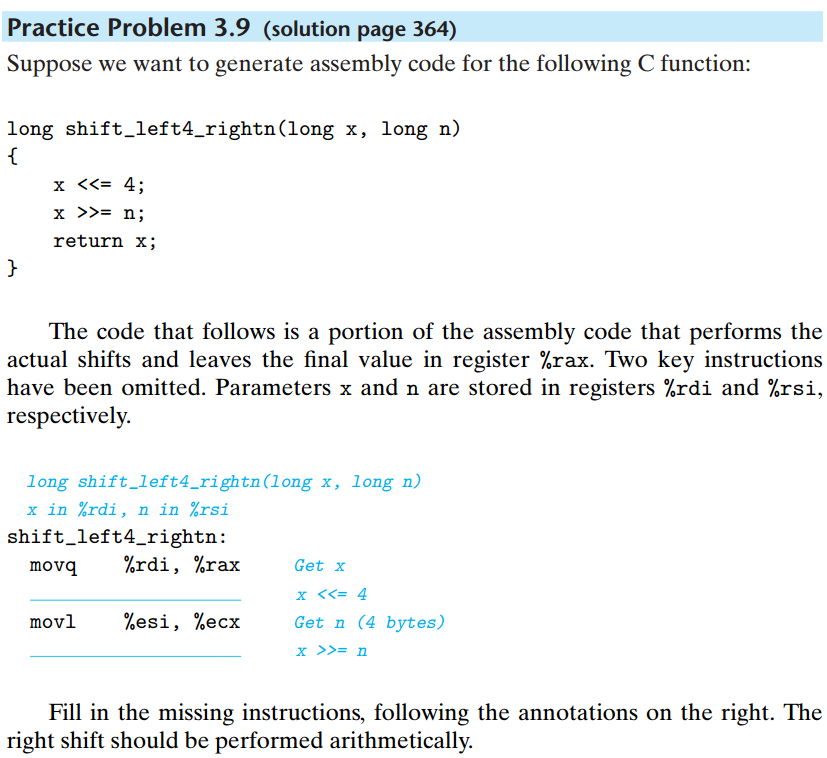 Practice Problem 3.9 (solution page 364)
Suppose we want to generate assembly code for the following C function:
long shift_left4_rightn(long x, long n)
{
    x <<= 4;
    x >>= n;
    return x;
}
The code that follows is a portion of the assembly code that performs the
actual shifts and leaves the final value in register %rax. Two key instructions
have been omitted. Parameters x and n are stored in registers %rdi and %rsi,
respectively.
long shift_left4_rightn(long x, long n)
x in %rdi, n in %rsi
shift_left4_rightn:
movq %rdi, %rax Get x
x <<= 4
movl %esi, %ecx Get n (4 bytes)
x >>= n
Fill in the missing instructions, following the annotations on the right. The
right shift should be performed arithmetically.